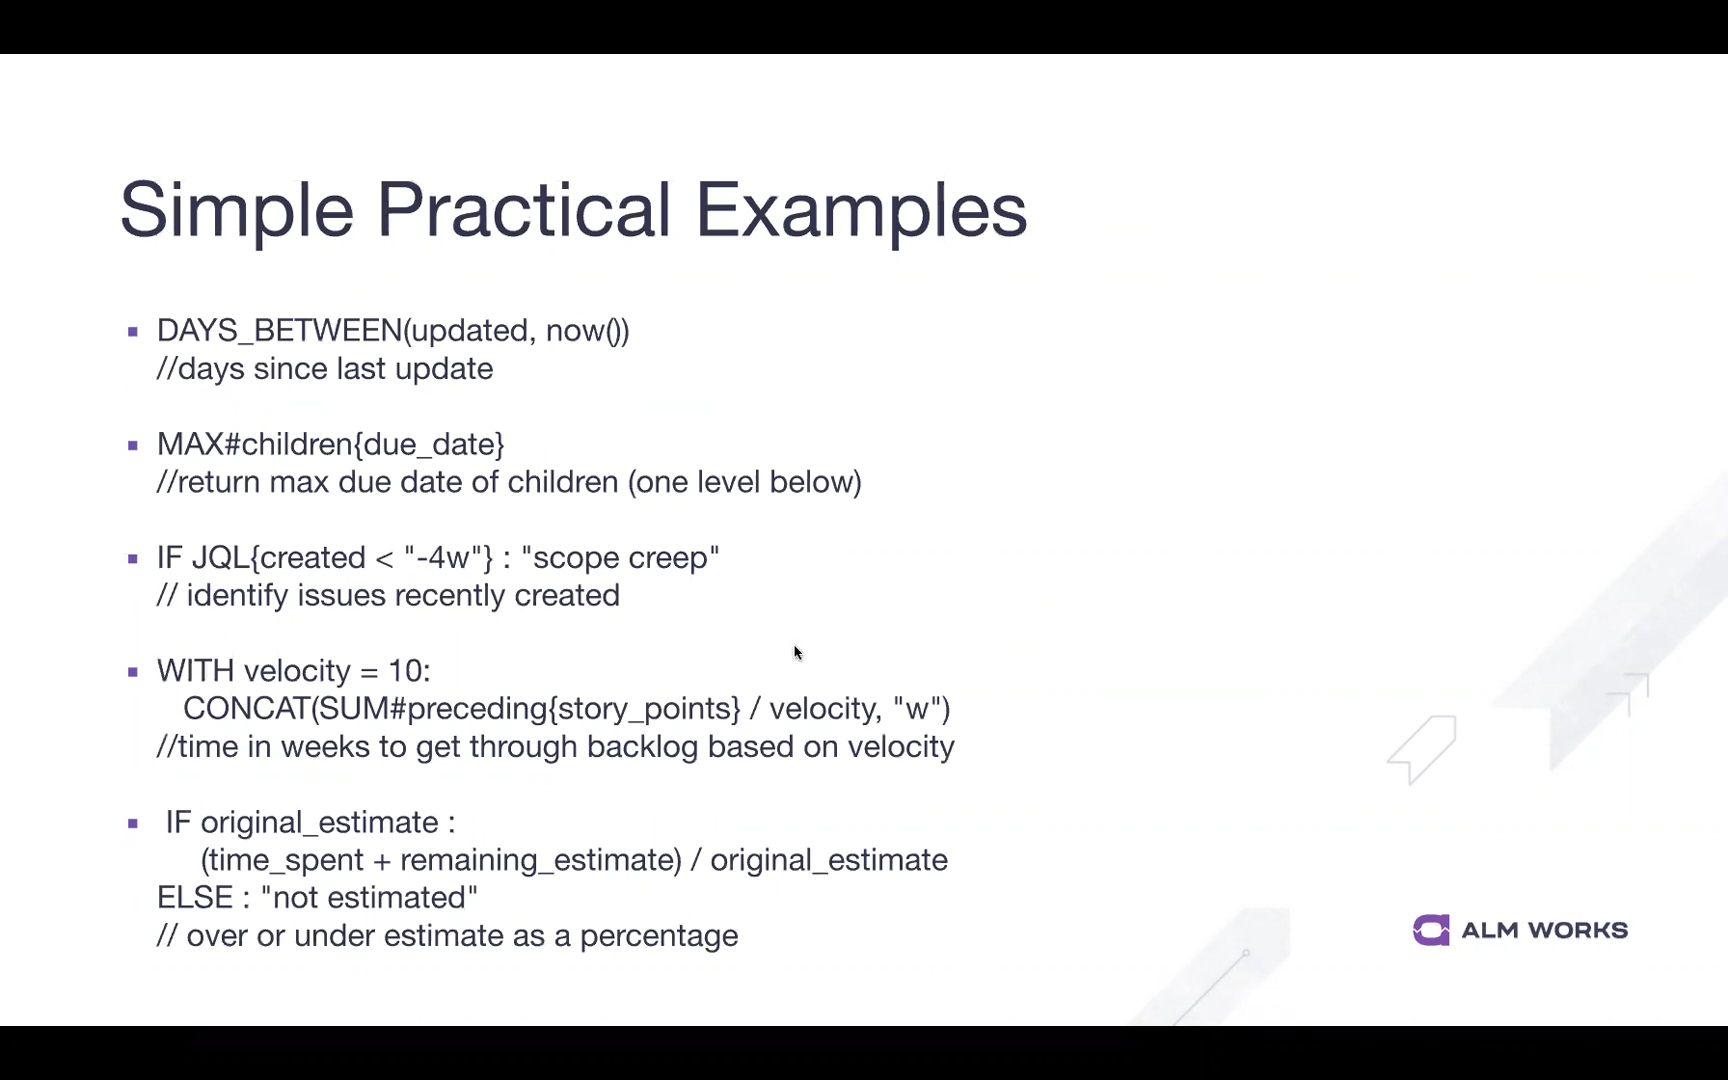 Simple Practical Examples
▪ DAYS_BETWEEN(updated, now())
//days since last update
▪ MAX#children{due_date}
//return max due date of children (one level below)
▪ IF JQL{created < "-4w"} : "scope creep"
// identify issues recently created
▪ WITH velocity = 10:
CONCAT(SUM#preceding{story_points} / velocity, "w")
//time in weeks to get through backlog based on velocity
▪ IF original_estimate :
(time_spent + remaining_estimate) / original_estimate
ELSE : "not estimated"
// over or under estimate as a percentage
ALM WORKS